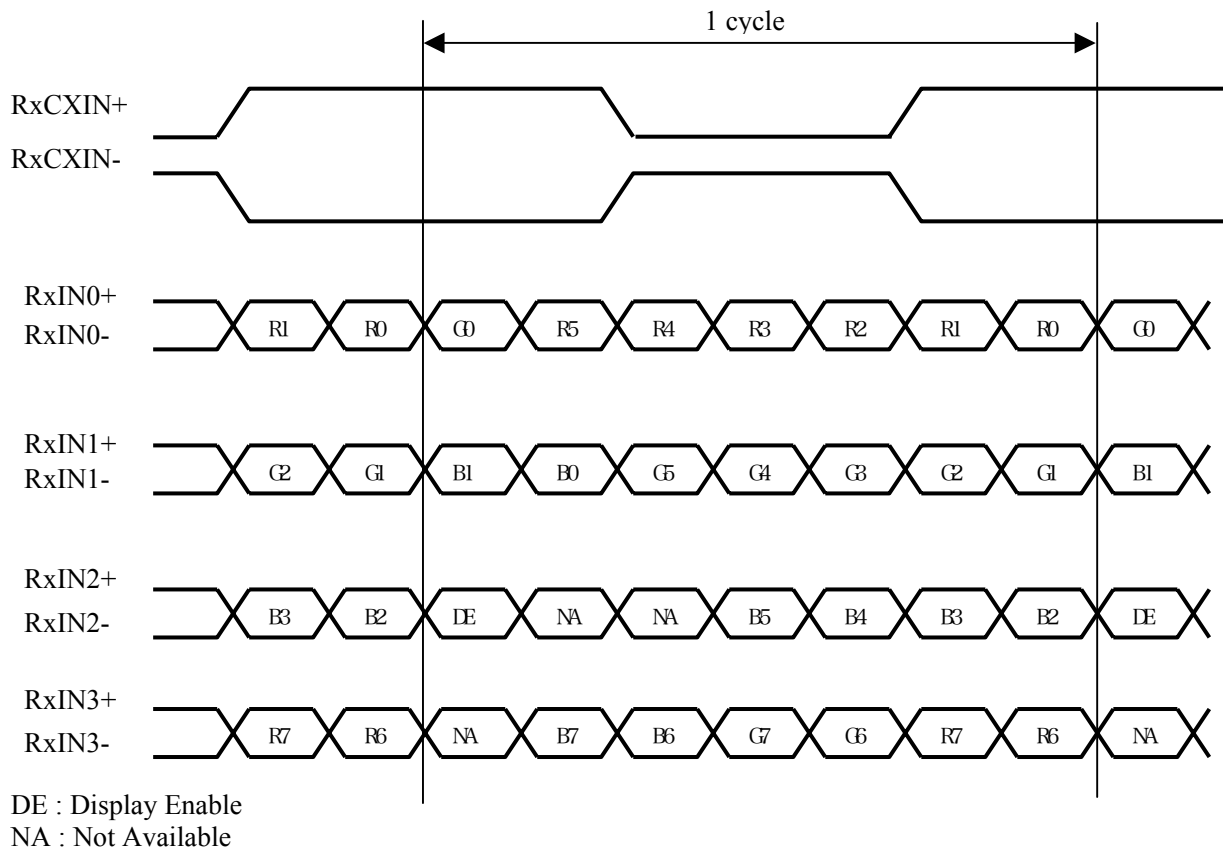 1 cycle
RxCXIN+
RxCXIN-
RxIN0+
RxIN0-
R1 R0 G0 R5 R4 R3 R2 R1 R0 G0
RxIN1+
RxIN1-
G2 G1 B1 B0 G5 G4 G3 G2 G1 B1
RxIN2+
RxIN2-
B3 B2 DE NA NA B5 B4 B3 B2 DE
RxIN3+
RxIN3-
R7 R6 NA B7 B6 G7 G6 R7 R6 NA
DE : Display Enable
NA : Not Available